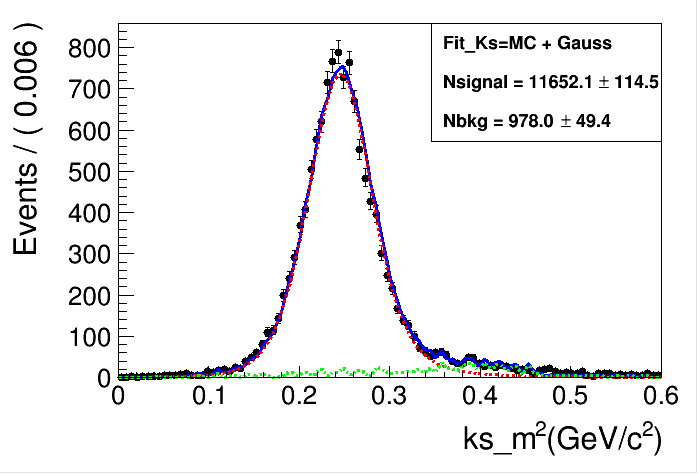 Events / ( 0.006 )
800
700
600
500
400
300
200
100
0
Fit_Ks=MC + Gauss
Nsignal = 11652.1 ± 114.5
Nbkg = 978.0 ± 49.4
0 0.1 0.2 0.3 0.4 0.5 0.6
ks_m²(GeV/c²)